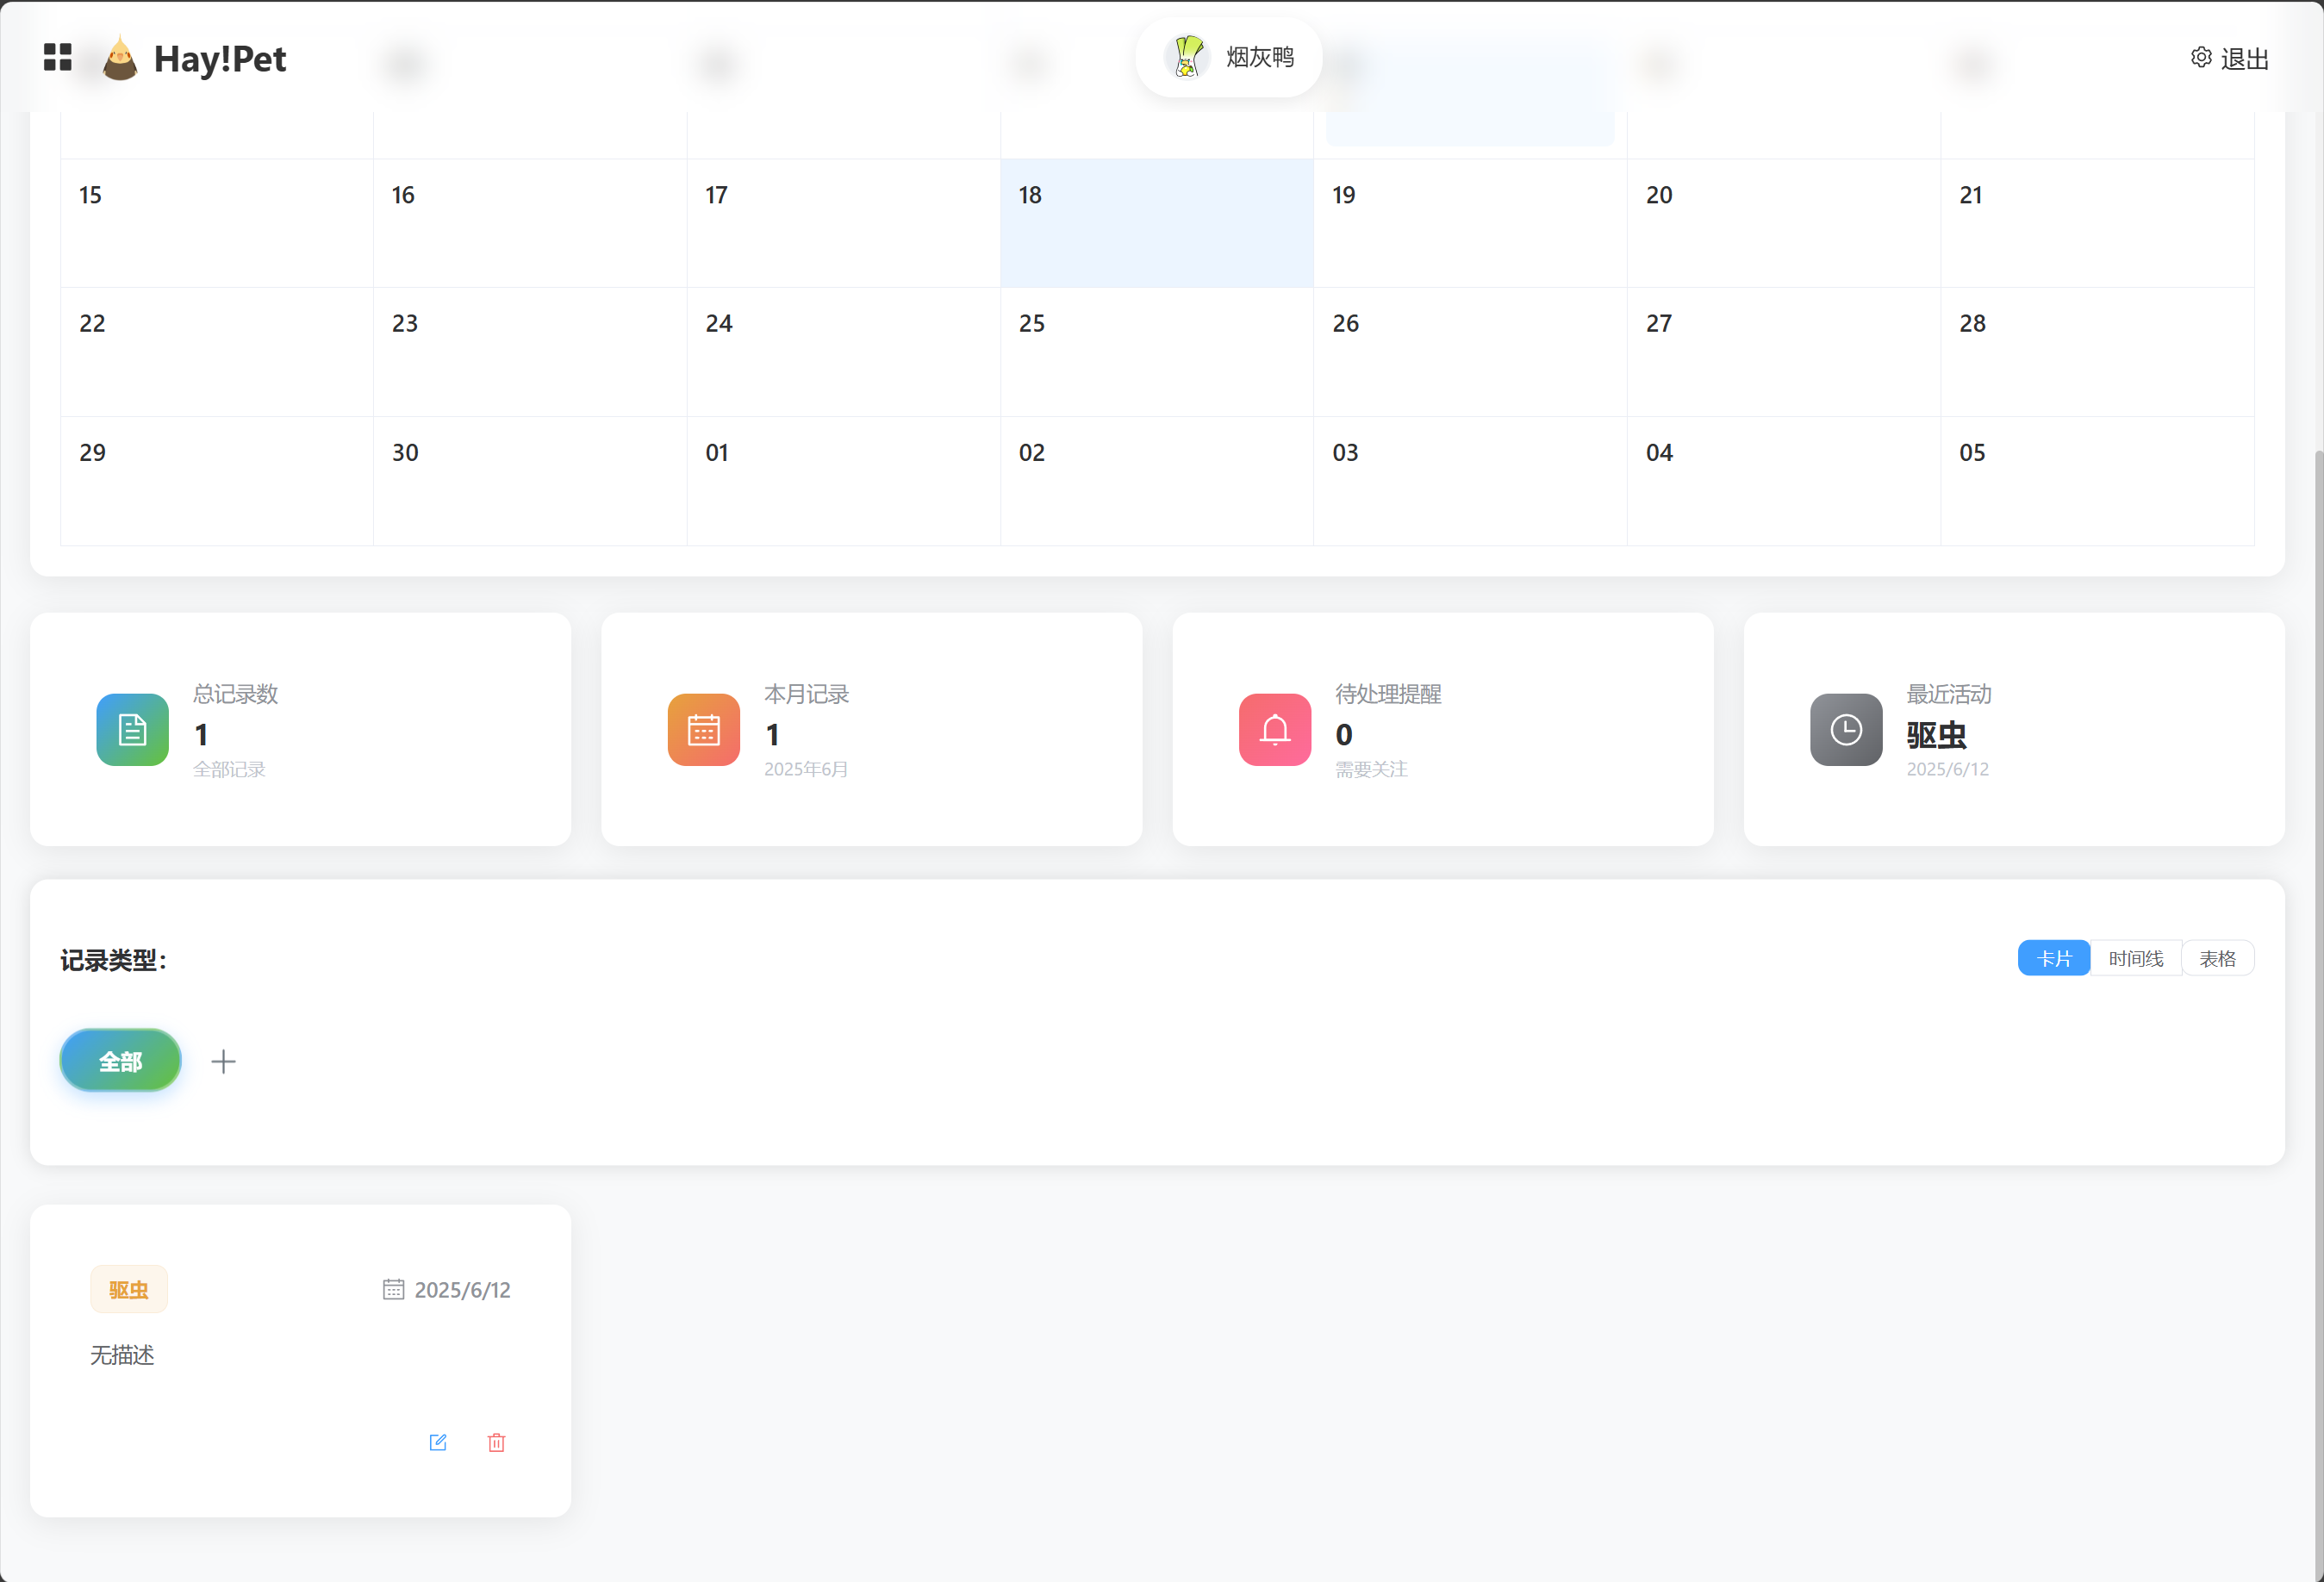 Hay!Pet
烟灰鸭
退出
15 16 17 18 19 20 21
22 23 24 25 26 27 28
29 30 01 02 03 04 05
总记录数
1
全部记录
本月记录
1
2025年6月
待处理提醒
0
需要关注
最近活动
驱虫
2025/6/12
记录类型：
卡片 时间线 表格
全部
驱虫 2025/6/12
无描述